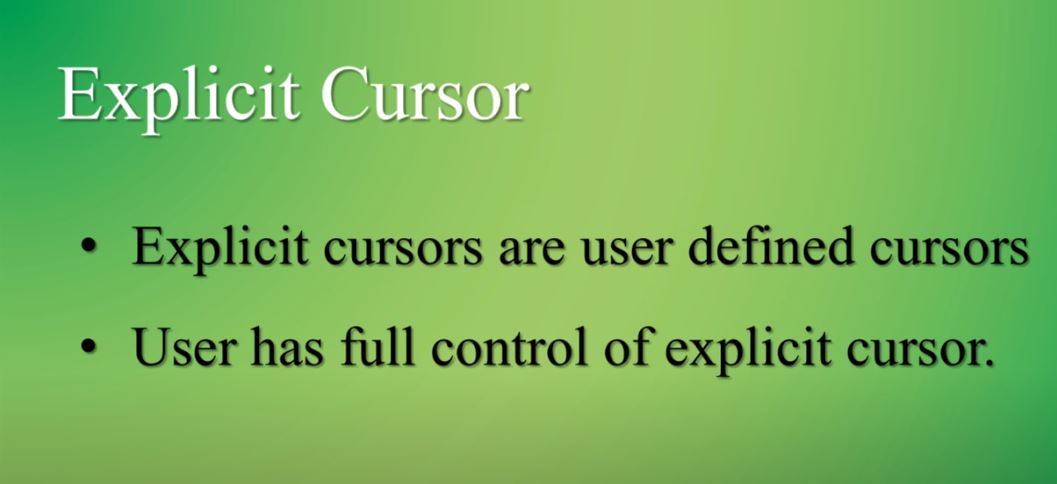 Explicit Cursor
• Explicit cursors are user defined cursors
• User has full control of explicit cursor.